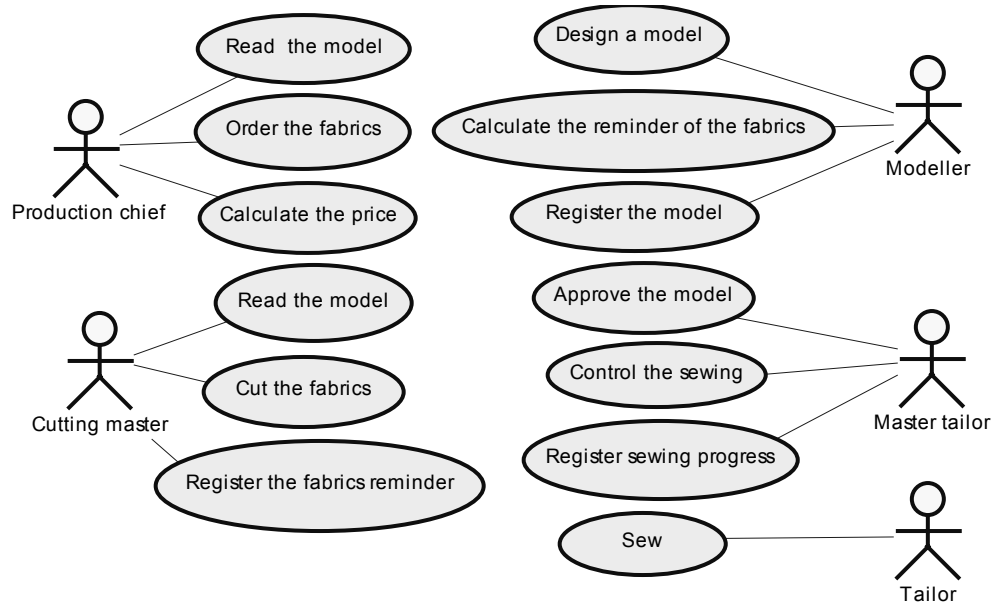 Read the model
Order the fabrics
Production chief
Calculate the price
Read the model
Cut the fabrics
Cutting master
Register the fabrics reminder
Design a model
Calculate the reminder of the fabrics
Modeller
Register the model
Approve the model
Control the sewing
Master tailor
Register sewing progress
Sew
Tailor